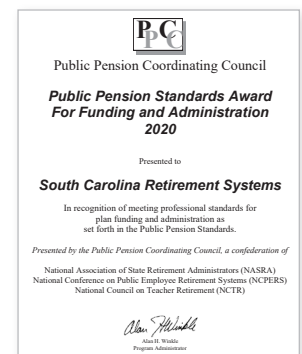 PPCC
Public Pension Coordinating Council
Public Pension Standards Award
For Funding and Administration
2020
Presented to
South Carolina Retirement Systems
In recognition of meeting professional standards for
plan funding and administration as
set forth in the Public Pension Standards.
Presented by the Public Pension Coordinating Council, a confederation of
National Association of State Retirement Administrators (NASRA)
National Conference on Public Employee Retirement Systems (NCPERS)
National Council on Teacher Retirement (NCTR)
Alan H. Winkle
Alan H. Winkle
Program Administrator